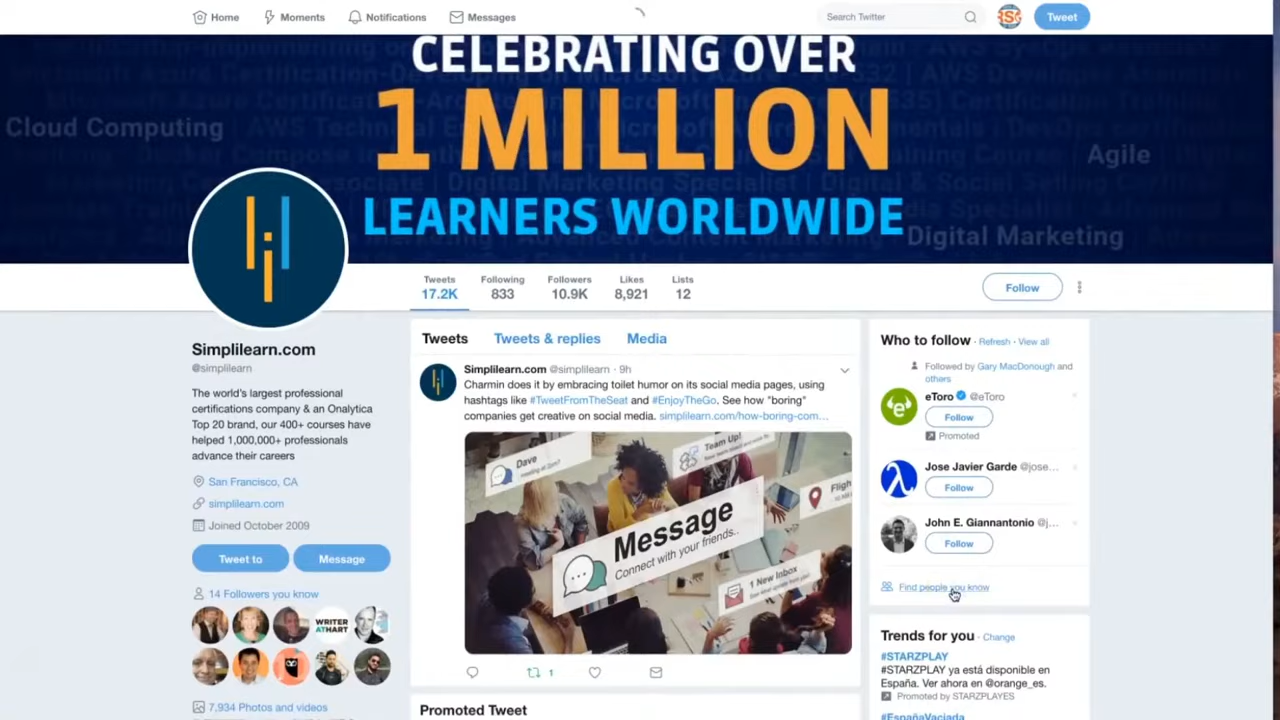 Home
Moments
Notifications
Messages
Search Twitter
Tweet
CELEBRATING OVER
1 MILLION
LEARNERS WORLDWIDE
Cloud Computing
Agile
Digital Marketing
Tweets
17.2K
Following
833
Followers
10.9K
Likes
8,921
Lists
12
Follow
Simplilearn.com
@simplilearn
The world's largest professional
certifications company & an Onalytica
Top 20 brand, our 400+ courses have
helped 1,000,000+ professionals
advance their careers
San Francisco, CA
simplilearn.com
Joined October 2009
Tweet to
Message
14 Followers you know
WRITER
ATHART
7,934 Photos and videos
Tweets
Tweets & replies
Media
Simplilearn.com @simplilearn · 9h
Charmin does it by embracing toilet humor on its social media pages, using
hashtags like #TweetFromTheSeat and #EnjoyTheGo. See how "boring"
companies get creative on social media. simplilearn.com/how-boring-com…
Dave
meeting at 2pm?
Team Up!
Message
Connect with your friends..
1 New Inbox
1
Promoted Tweet
Who to follow · Refresh · View all
Followed by Gary MacDonough and
others
eToro @eToro
Follow
Promoted
Jose Javier Garde @jose…
Follow
John E. Giannantonio @j…
Follow
Find people you know
Trends for you · Change
#STARZPLAY
#STARZPLAY ya está disponible en
España. Ver ahora en @orange_es.
Promoted by STARZPLAYES
#EspañaVaciada